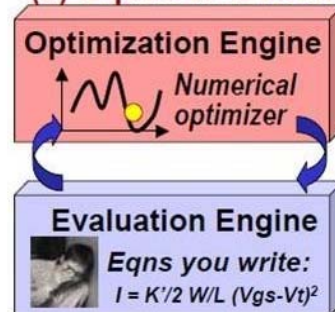 Optimization Engine
Numerical
optimizer
Evaluation Engine
Eqns you write:
I = K'/2 W/L (Vgs-Vt)²